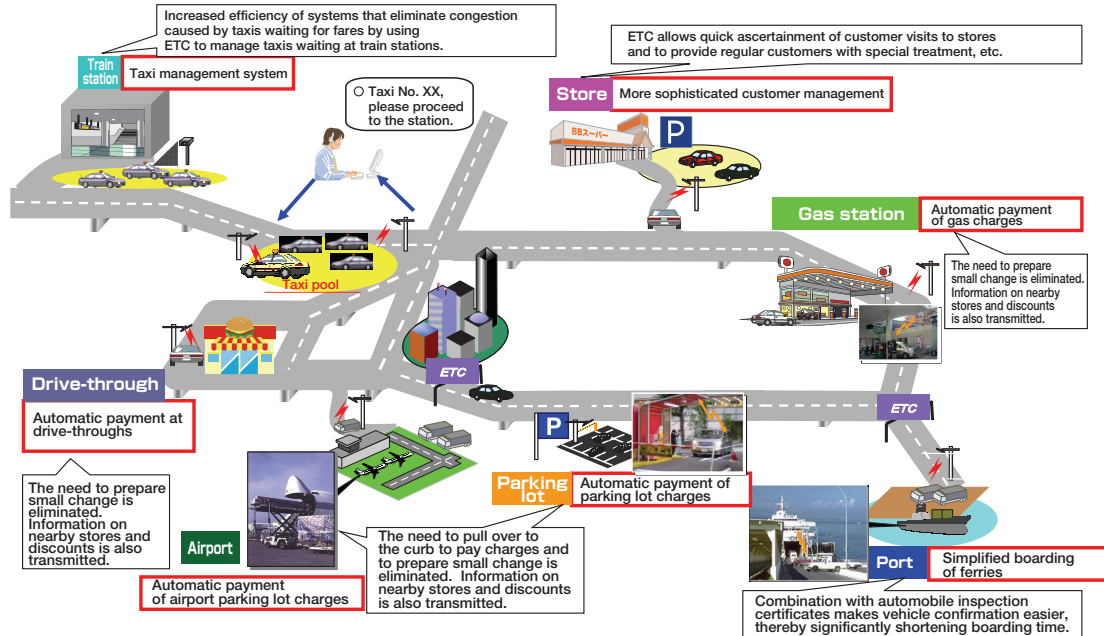 Increased efficiency of systems that eliminate congestion
caused by taxis waiting for fares by using
ETC to manage taxis waiting at train stations.
Train
station
Taxi management system
○ Taxi No. XX,
please proceed
to the station.
ETC allows quick ascertainment of customer visits to stores
and to provide regular customers with special treatment, etc.
Store
More sophisticated customer management
BBスーパー
P
Gas station
Automatic payment
of gas charges
The need to prepare
small change is eliminated.
Information on nearby
stores and discounts
is also transmitted.
Taxi pool
Drive-through
Automatic payment at
drive-throughs
The need to prepare
small change is
eliminated.
Information on
nearby stores and
discounts is also
transmitted.
ETC
ETC
P
Parking
lot
Automatic payment of
parking lot charges
Airport
Automatic payment
of airport parking lot charges
The need to pull over to
the curb to pay charges and
to prepare small change is
eliminated. Information on
nearby stores and discounts
is also transmitted.
Port
Simplified boarding
of ferries
Combination with automobile inspection
certificates makes vehicle confirmation easier,
thereby significantly shortening boarding time.